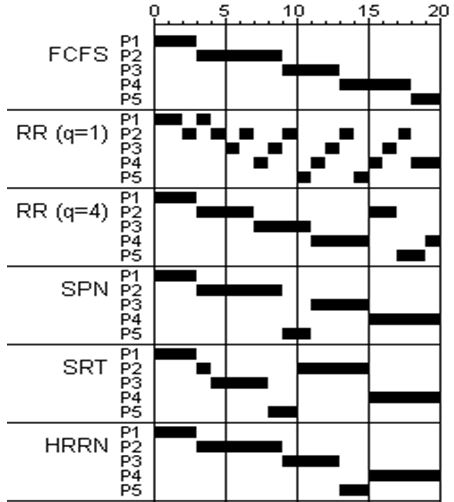 0 5 10 15 20
FCFS P1
P2
P3
P4
P5
RR (q=1) P1
P2
P3
P4
P5
RR (q=4) P1
P2
P3
P4
P5
SPN P1
P2
P3
P4
P5
SRT P1
P2
P3
P4
P5
HRRN P1
P2
P3
P4
P5